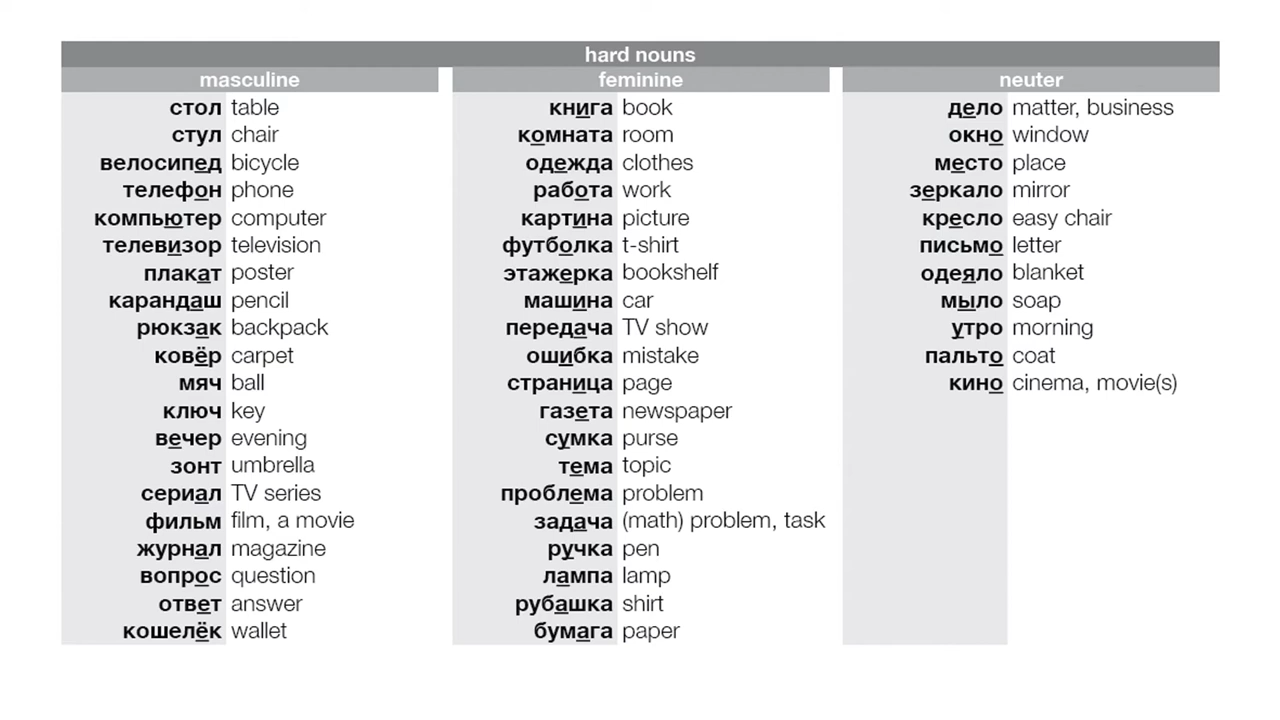 hard nouns
masculine feminine neuter
стол table книга book дело matter, business
стул chair комната room окно window
велосипед bicycle одежда clothes место place
телефон phone работа work зеркало mirror
компьютер computer картина picture кресло easy chair
телевизор television футболка t-shirt письмо letter
плакат poster этажерка bookshelf одеяло blanket
карандаш pencil машина car мыло soap
рюкзак backpack передача TV show утро morning
ковёр carpet ошибка mistake пальто coat
мяч ball страница page кино cinema, movie(s)
ключ key газета newspaper
вечер evening сумка purse
зонт umbrella тема topic
сериал TV series проблема problem
фильм film, a movie задача (math) problem, task
журнал magazine ручка pen
вопрос question лампа lamp
ответ answer рубашка shirt
кошелёк wallet бумага paper